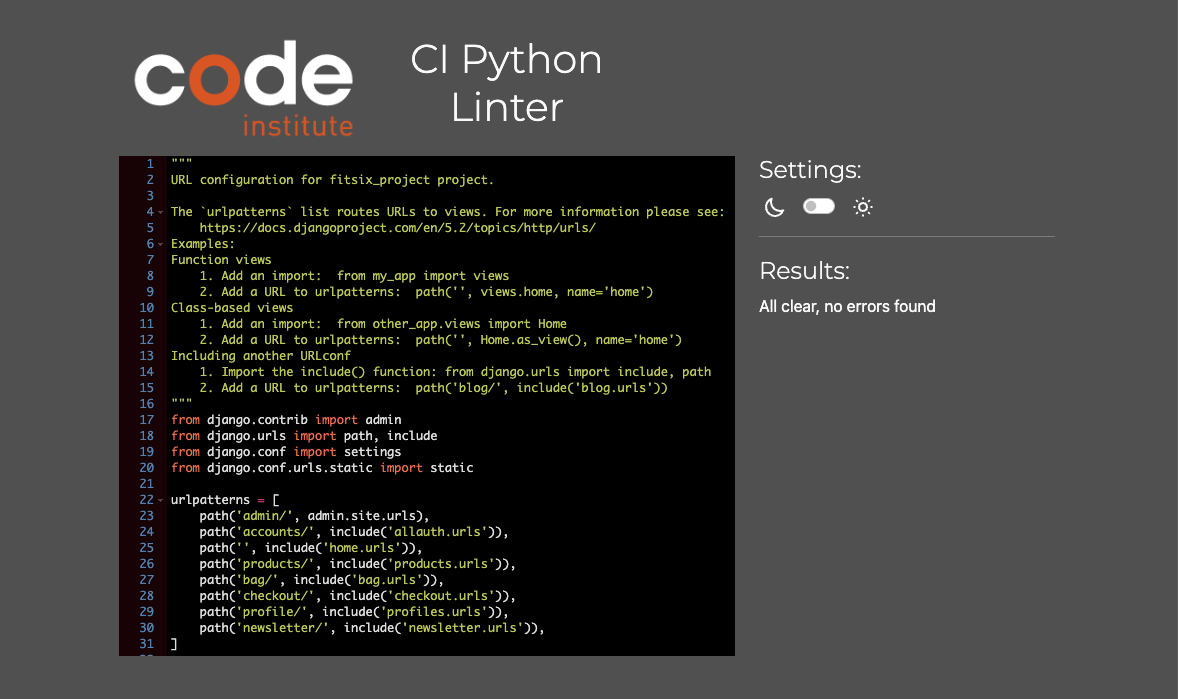 code
institute
CI Python
Linter
1 """
2 URL configuration for fitsix_project project.
3
4 The `urlpatterns` list routes URLs to views. For more information please see:
5     https://docs.djangoproject.com/en/5.2/topics/http/urls/
6 Examples:
7 Function views
8     1. Add an import:  from my_app import views
9     2. Add a URL to urlpatterns:  path('', views.home, name='home')
10 Class-based views
11     1. Add an import:  from other_app.views import Home
12     2. Add a URL to urlpatterns:  path('', Home.as_view(), name='home')
13 Including another URLconf
14     1. Import the include() function: from django.urls import include, path
15     2. Add a URL to urlpatterns:  path('blog/', include('blog.urls'))
16 """
17 from django.contrib import admin
18 from django.urls import path, include
19 from django.conf import settings
20 from django.conf.urls.static import static
21
22 urlpatterns = [
23     path('admin/', admin.site.urls),
24     path('accounts/', include('allauth.urls')),
25     path('', include('home.urls')),
26     path('products/', include('products.urls')),
27     path('bag/', include('bag.urls')),
28     path('checkout/', include('checkout.urls')),
29     path('profile/', include('profiles.urls')),
30     path('newsletter/', include('newsletter.urls')),
31 ]
Settings:
Results:
All clear, no errors found